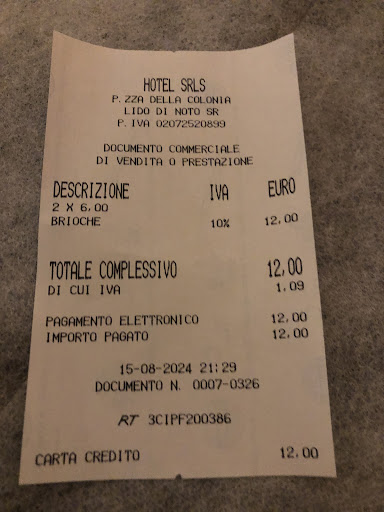 HOTEL SRLS
P.ZZA DELLA COLONIA
LIDO DI NOTO SR
P. IVA 02072520899
DOCUMENTO COMMERCIALE
DI VENDITA O PRESTAZIONE
DESCRIZIONE IVA EURO
2 X 6,00
BRIOCHE 10% 12,00
TOTALE COMPLESSIVO 12,00
DI CUI IVA 1,09
PAGAMENTO ELETTRONICO 12,00
IMPORTO PAGATO 12,00
15-08-2024 21:29
DOCUMENTO N. 0007-0326
RT 3CIPF200386
CARTA CREDITO 12,00